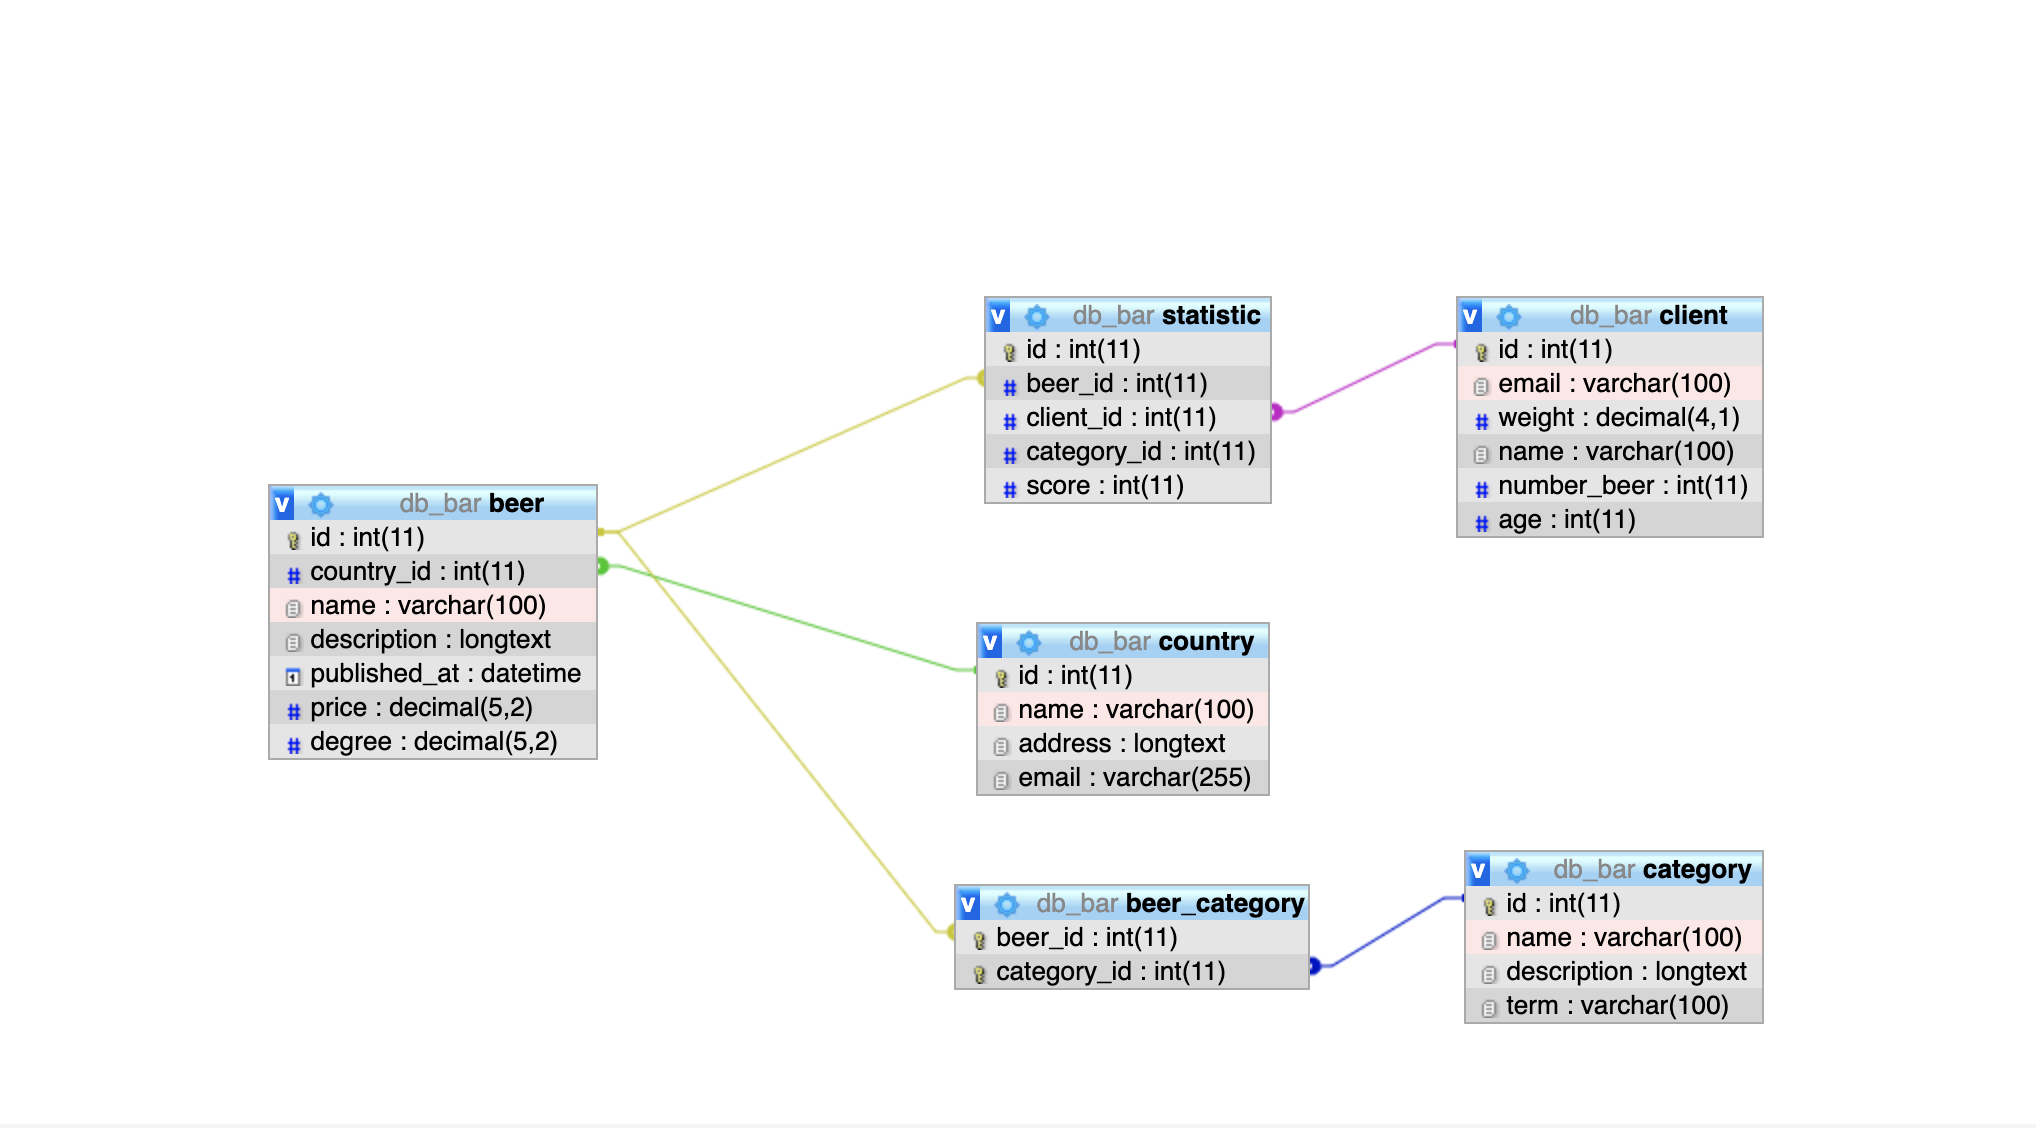 v db_bar statistic
id : int(11)
beer_id : int(11)
client_id : int(11)
category_id : int(11)
score : int(11)
v db_bar client
id : int(11)
email : varchar(100)
weight : decimal(4,1)
name : varchar(100)
number_beer : int(11)
age : int(11)
v db_bar beer
id : int(11)
country_id : int(11)
name : varchar(100)
description : longtext
published_at : datetime
price : decimal(5,2)
degree : decimal(5,2)
v db_bar country
id : int(11)
name : varchar(100)
address : longtext
email : varchar(255)
v db_bar beer_category
beer_id : int(11)
category_id : int(11)
v db_bar category
id : int(11)
name : varchar(100)
description : longtext
term : varchar(100)